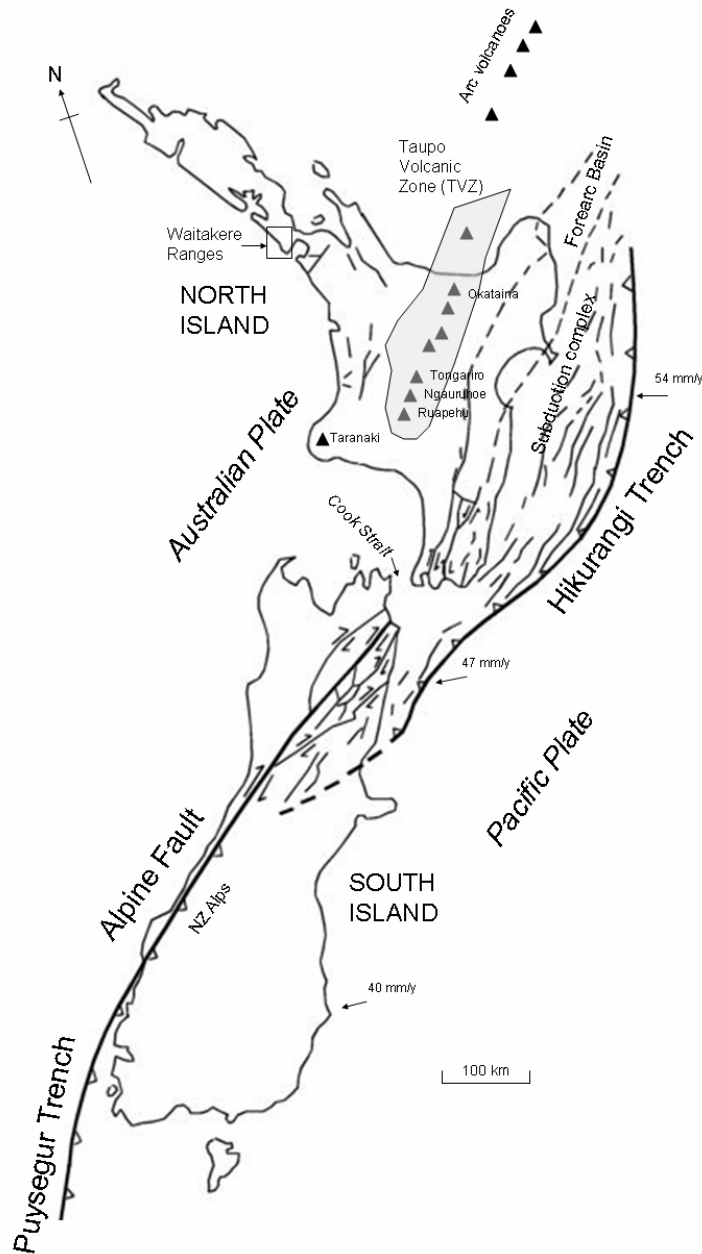 Arc volcanoes
N
Taupo
Volcanic
Zone (TVZ)
Forearc Basin
Waitakere
Ranges
NORTH
ISLAND
Okataina
Subduction complex
Tongariro
Ngauruhoe
Ruapehu
54 mm/y
Taranaki
Australian Plate
Hikurangi Trench
Cook Strait
47 mm/y
Pacific Plate
Alpine Fault
NZ Alps
SOUTH
ISLAND
40 mm/y
100 km
Puysegur Trench